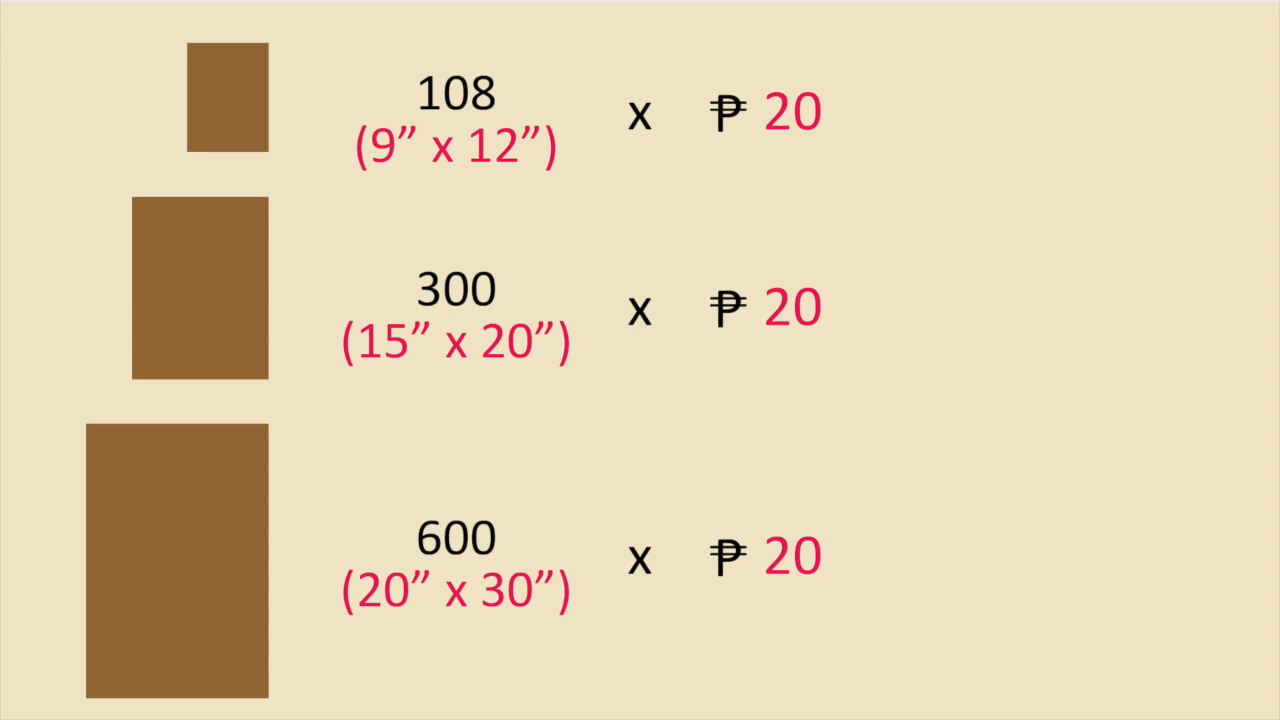 108 x ₱ 20
(9” x 12”)
300 x ₱ 20
(15” x 20”)
600 x ₱ 20
(20” x 30”)